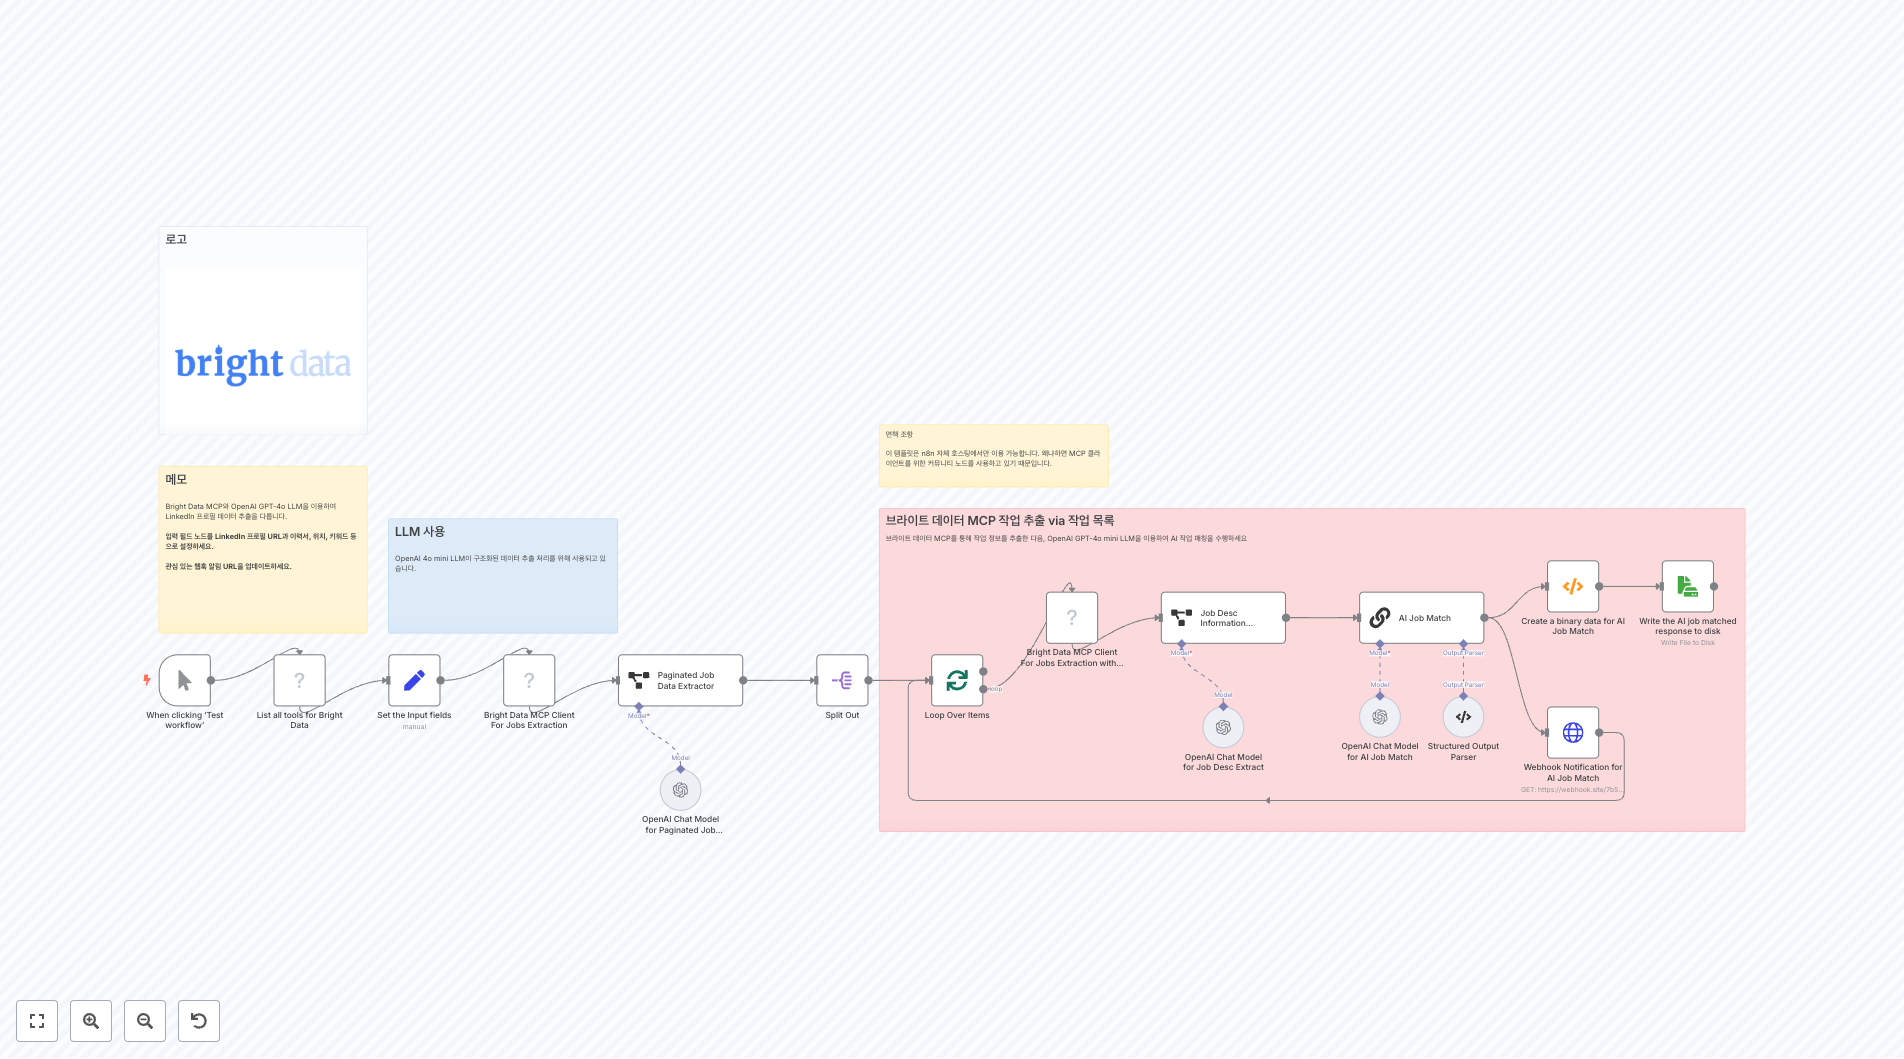 로고
bright data
메모
Bright Data MCP와 OpenAI GPT-4o LLM을 이용하여
LinkedIn 프로필 데이터 추출을 다룹니다.
입력 필드 노드를 LinkedIn 프로필 URL과 이력서, 위치, 키워드 등
으로 설정하세요.
관심 있는 웹훅 알림 URL을 업데이트하세요.
LLM 사용
OpenAI 4o mini LLM이 구조화된 데이터 추출 처리를 위해 사용되고 있
습니다.
면책 조항
이 템플릿은 n8n 자체 호스팅에서만 이용 가능합니다. 왜냐하면 MCP 클라
이언트를 위한 커뮤니티 노드를 사용하고 있기 때문입니다.
브라이트 데이터 MCP 작업 추출 via 작업 목록
브라이트 데이터 MCP를 통해 작업 정보를 추출한 다음, OpenAI GPT-4o mini LLM을 이용하여 AI 작업 매칭을 수행하세요
When clicking ‘Test
workflow’
?
List all tools for Bright
Data
Set the Input fields
manual
?
Bright Data MCP Client
For Jobs Extraction
Paginated Job
Data Extractor
Model*
Model
OpenAI Chat Model
for Paginated Job...
Split Out
Loop Over Items
loop
?
Bright Data MCP Client
For Jobs Extraction with...
Job Desc
Information...
Model*
Model
OpenAI Chat Model
for Job Desc Extract
AI Job Match
Model*
Output Parser
Model
Output Parser
OpenAI Chat Model
for AI Job Match
Structured Output
Parser
Create a binary data for AI
Job Match
Write the AI job matched
response to disk
Write File to Disk
Webhook Notification for
AI Job Match
GET: https://webhook.site/7b5...